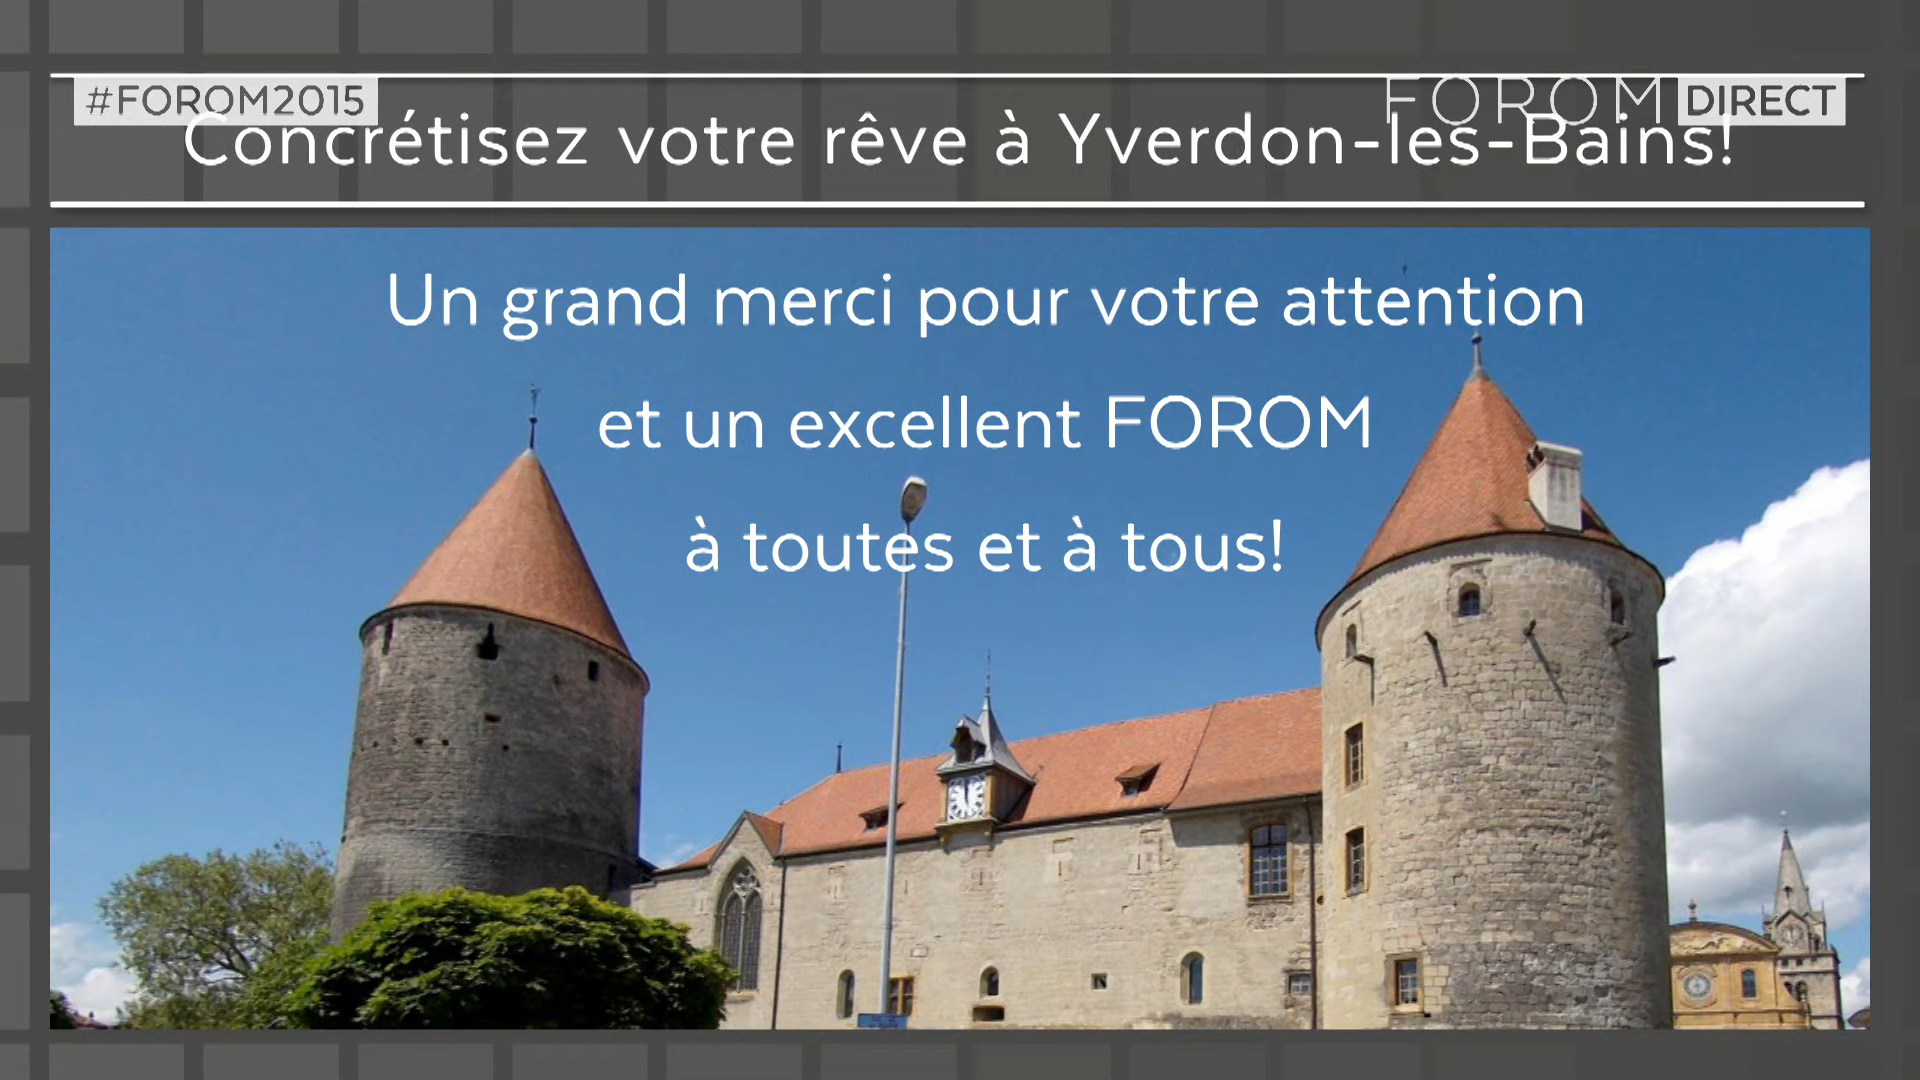 #FOROM2015
FOROM DIRECT
Concrétisez votre rêve à Yverdon-les-Bains!
Un grand merci pour votre attention
et un excellent FOROM
à toutes et à tous!